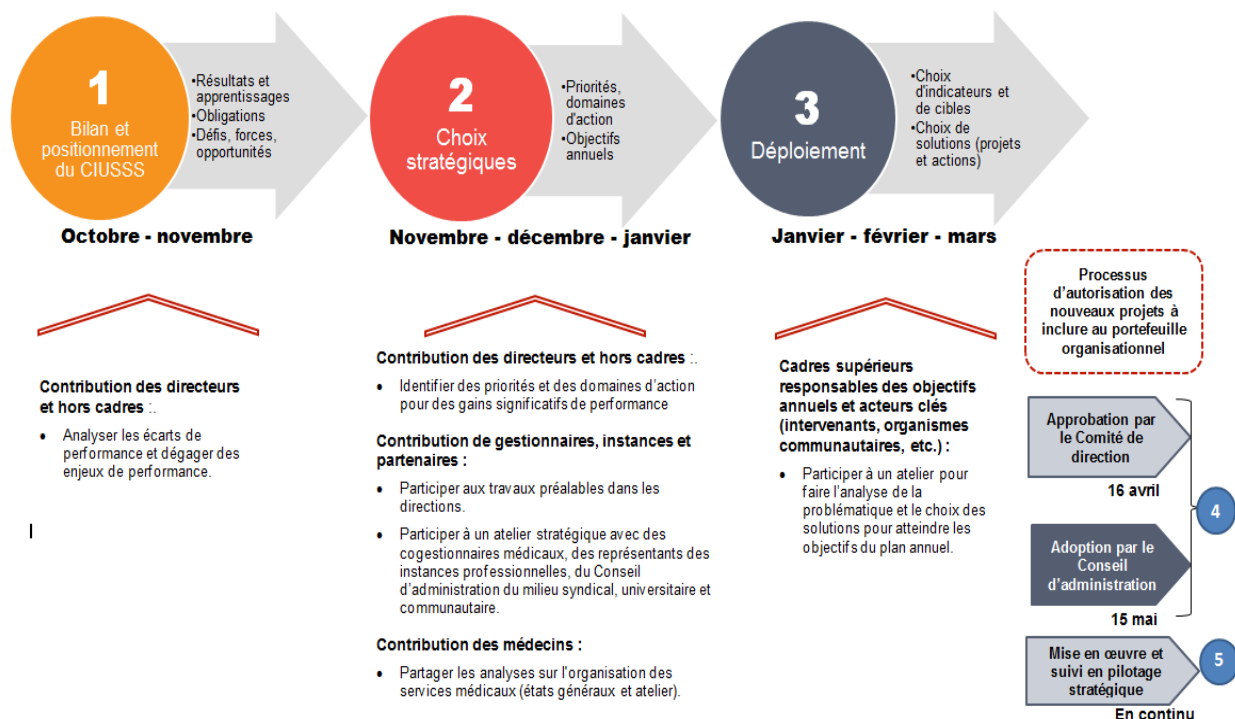 1
Bilan et
positionnement
du CIUSSS
•Résultats et
apprentissages
•Obligations
•Défis, forces,
opportunités
2
Choix
stratégiques
•Priorités,
domaines
d'action
•Objectifs
annuels
3
Déploiement
•Choix
d'indicateurs et
de cibles
•Choix de
solutions (projets
et actions)
Octobre - novembre
Novembre - décembre - janvier
Janvier - février - mars
Contribution des directeurs
et hors cadres :.
• Analyser les écarts de
performance et dégager des
enjeux de performance.
Contribution des directeurs et hors cadres :.
• Identifier des priorités et des domaines d'action
pour des gains significatifs de performance
Contribution de gestionnaires, instances et
partenaires :
• Participer aux travaux préalables dans les
directions.
• Participer à un atelier stratégique avec des
cogestionnaires médicaux, des représentants des
instances professionnelles, du Conseil
d'administration du milieu syndical, universitaire et
communautaire.
Contribution des médecins :
• Partager les analyses sur l'organisation des
services médicaux (états généraux et atelier).
Cadres supérieurs
responsables des objectifs
annuels et acteurs clés
(intervenants, organismes
communautaires, etc.) :
• Participer à un atelier pour
faire l'analyse de la
problématique et le choix des
solutions pour atteindre les
objectifs du plan annuel.
Processus
d'autorisation des
nouveaux projets à
inclure au portefeuille
organisationnel
Approbation par
le Comité de
direction
16 avril
4
Adoption par le
Conseil
d'administration
15 mai
Mise en œuvre et
suivi en pilotage
stratégique
5
En continu